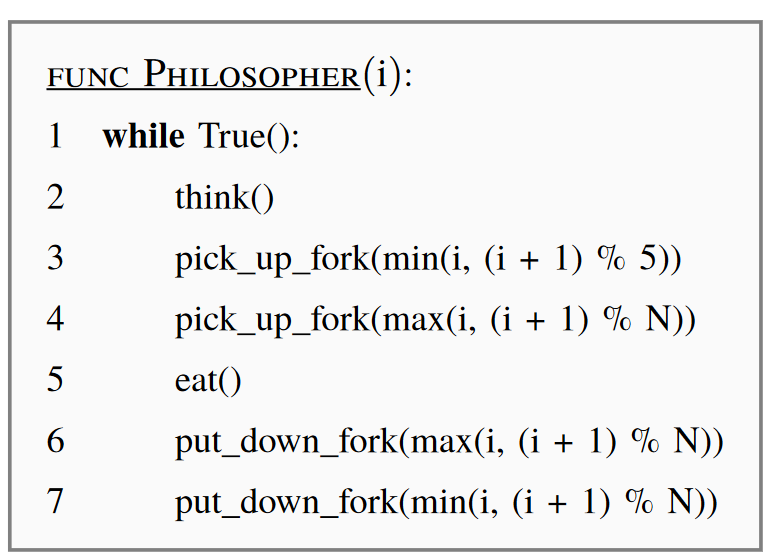 FUNC PHILOSOPHER(i):
1 while True():
2 think()
3 pick_up_fork(min(i, (i + 1) % 5))
4 pick_up_fork(max(i, (i + 1) % N))
5 eat()
6 put_down_fork(max(i, (i + 1) % N))
7 put_down_fork(min(i, (i + 1) % N))